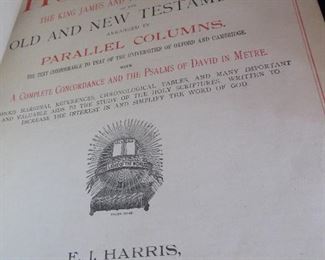 THE KING JAMES AND
OLD AND NEW TESTAM
ARRANGED IN
PARALLEL COLUMNS.
THE TEXT CONFORMABLE TO THAT OF THE UNIVERSITIES OF OXFORD AND CAMBRIDGE.
WITH
A COMPLETE CONCORDANCE AND THE PSALMS OF DAVID IN METRE.
MARGINAL REFERENCES, CHRONOLOGICAL TABLES, AND MANY IMPORTANT
AND VALUABLE AIDS TO THE STUDY OF THE HOLY SCRIPTURES WRITTEN TO
INCREASE THE INTEREST IN AND SIMPLIFY THE WORD OF GOD
E. J. HARRIS,